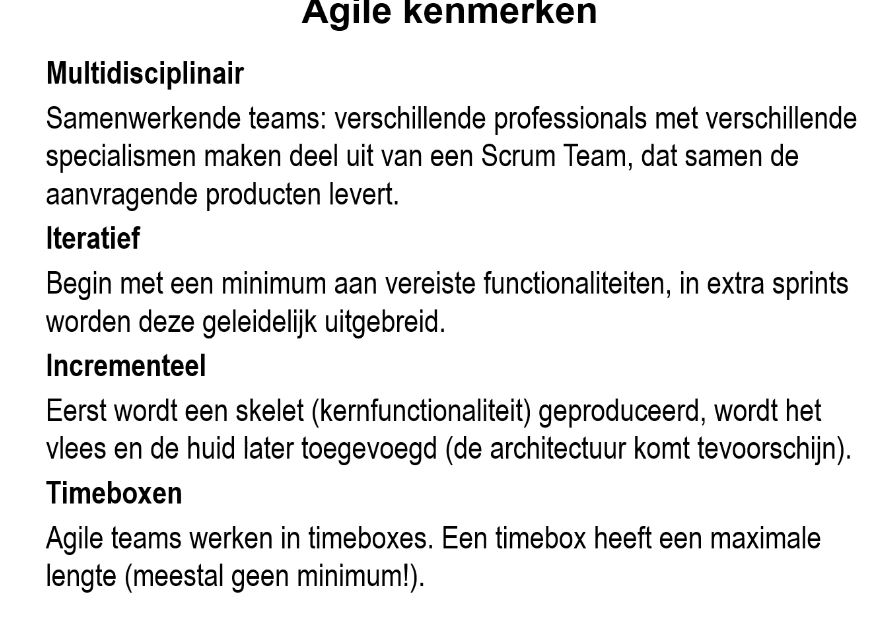 Agile kenmerken
Multidisciplinair
Samenwerkende teams: verschillende professionals met verschillende
specialismen maken deel uit van een Scrum Team, dat samen de
aanvragende producten levert.
Iteratief
Begin met een minimum aan vereiste functionaliteiten, in extra sprints
worden deze geleidelijk uitgebreid.
Incrementeel
Eerst wordt een skelet (kernfunctionaliteit) geproduceerd, wordt het
vlees en de huid later toegevoegd (de architectuur komt tevoorschijn).
Timeboxen
Agile teams werken in timeboxes. Een timebox heeft een maximale
lengte (meestal geen minimum!).